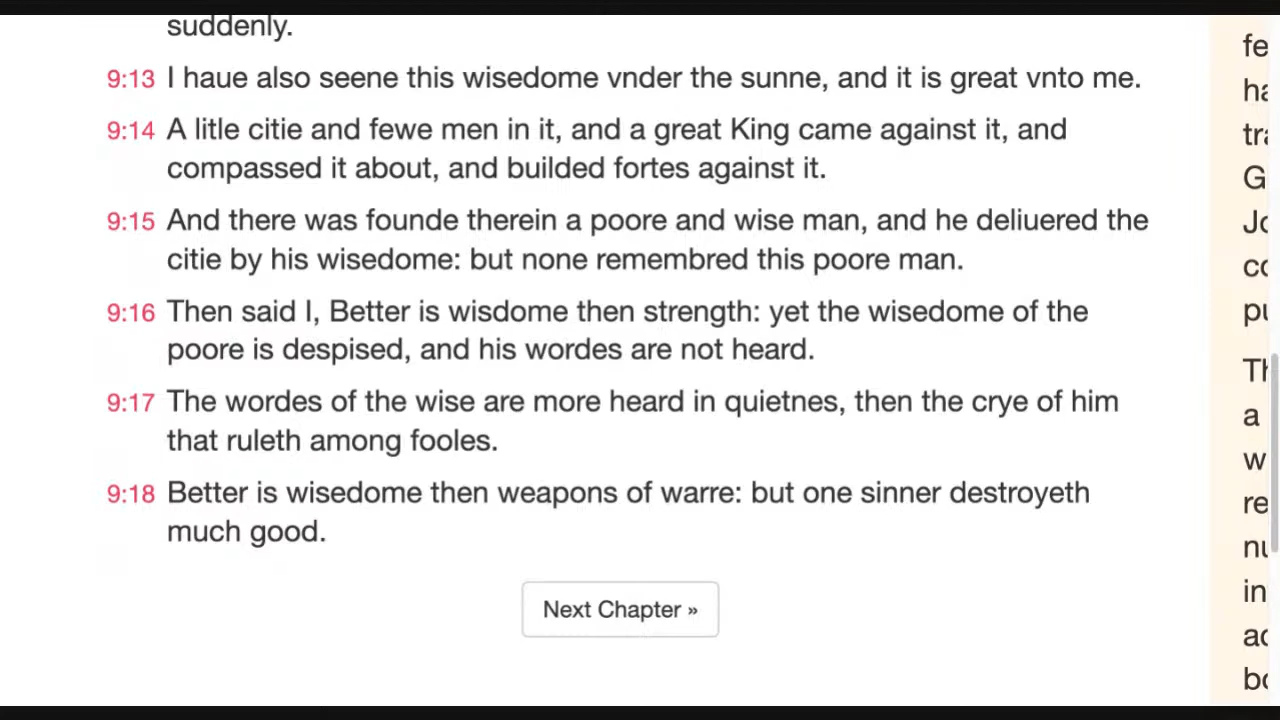 suddenly.
9:13 I haue also seene this wisedome vnder the sunne, and it is great vnto me.
9:14 A litle citie and fewe men in it, and a great King came against it, and
compassed it about, and builded fortes against it.
9:15 And there was founde therein a poore and wise man, and he deliuered the
citie by his wisedome: but none remembred this poore man.
9:16 Then said I, Better is wisdome then strength: yet the wisedome of the
poore is despised, and his wordes are not heard.
9:17 The wordes of the wise are more heard in quietnes, then the crye of him
that ruleth among fooles.
9:18 Better is wisedome then weapons of warre: but one sinner destroyeth
much good.
Next Chapter »